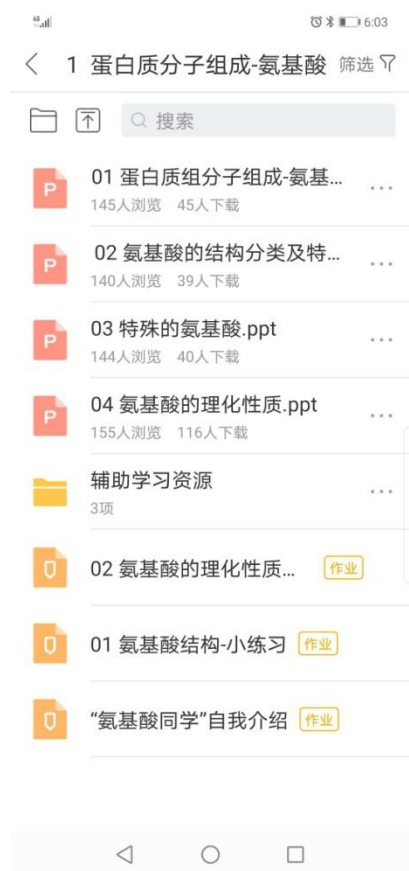 46 6:03
1 蛋白质分子组成-氨基酸 筛选
搜索
P 01 蛋白质组分子组成-氨基...
145人浏览 45人下载
P 02 氨基酸的结构分类及特...
140人浏览 39人下载
P 03 特殊的氨基酸.ppt
144人浏览 40人下载
P 04 氨基酸的理化性质.ppt
155人浏览 116人下载
辅助学习资源
3项
02 氨基酸的理化性质... 作业
01 氨基酸结构-小练习 作业
“氨基酸同学”自我介绍 作业